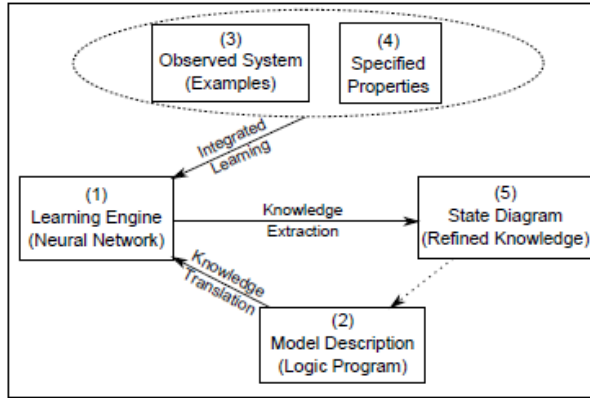 (3)
Observed System
(Examples)
(4)
Specified
Properties
Integrated
Learning
(1)
Learning Engine
(Neural Network)
Knowledge
Extraction
(5)
State Diagram
(Refined Knowledge)
Knowledge
Translation
(2)
Model Description
(Logic Program)